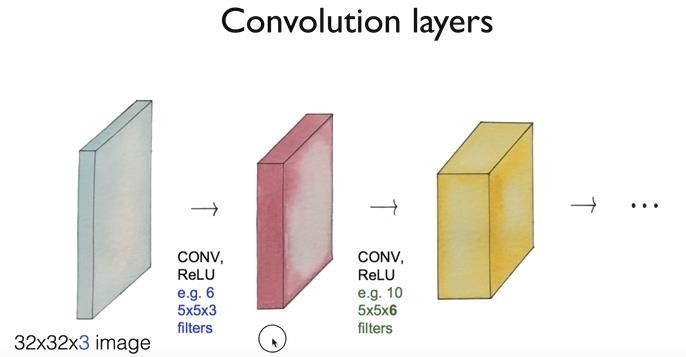 Convolution layers
CONV,
ReLU
e.g. 6
5x5x3
filters
CONV,
ReLU
e.g. 10
5x5x6
filters
...
32x32x3 image